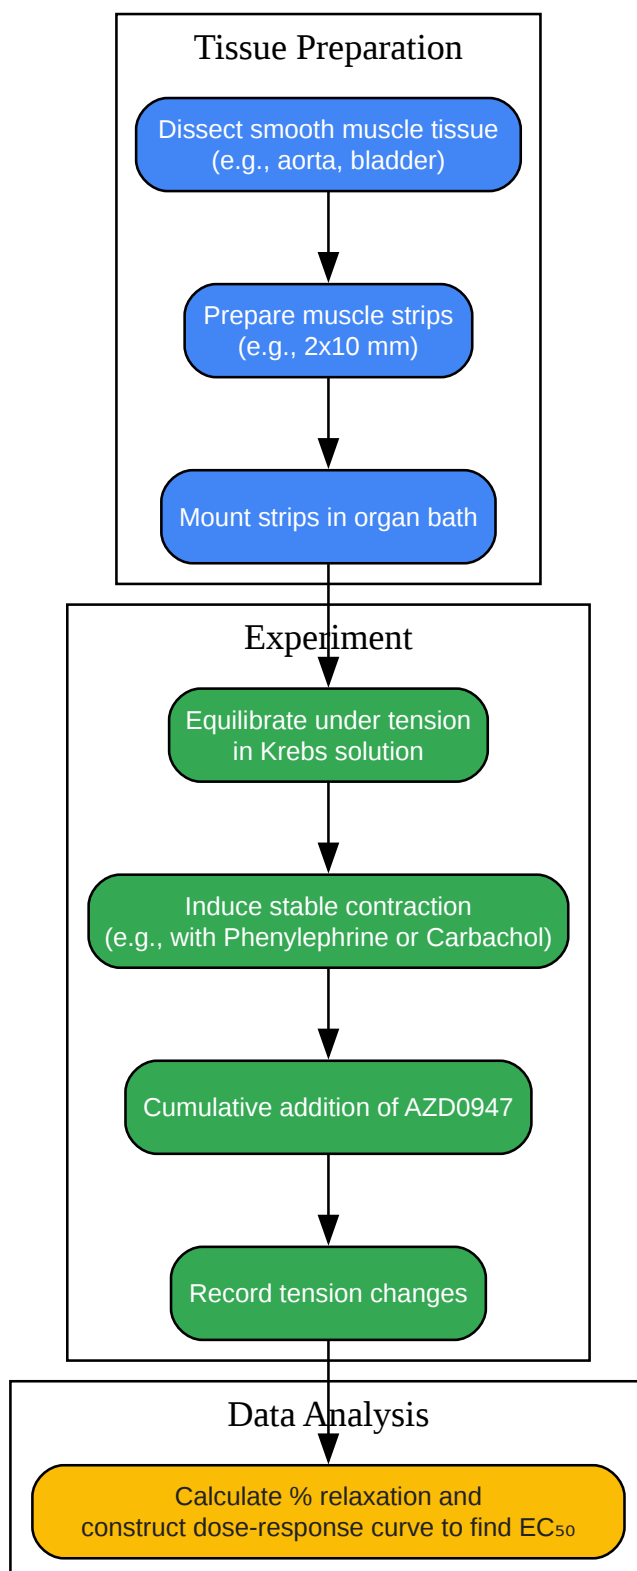 Tissue Preparation
Dissect smooth muscle tissue
(e.g., aorta, bladder)
Prepare muscle strips
(e.g., 2x10 mm)
Mount strips in organ bath
Experiment
Equilibrate under tension
in Krebs solution
Induce stable contraction
(e.g., with Phenylephrine or Carbachol)
Cumulative addition of AZD0947
Record tension changes
Data Analysis
Calculate % relaxation and
construct dose-response curve to find EC₅₀